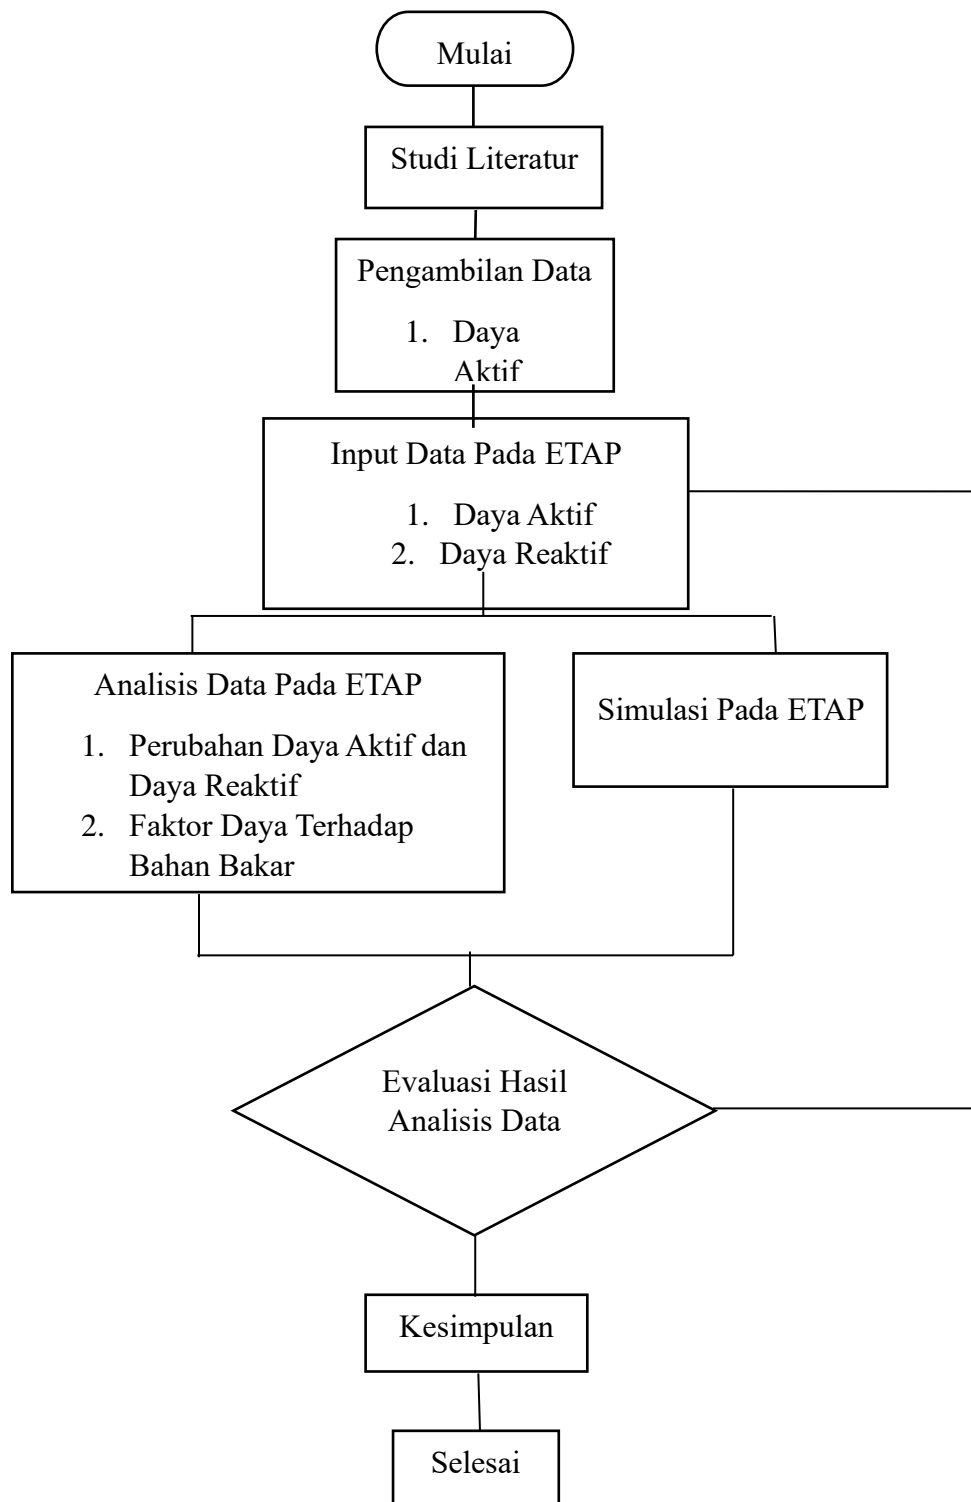 Mulai
Studi Literatur
Pengambilan Data
1. Daya
Aktif
Input Data Pada ETAP
1. Daya Aktif
2. Daya Reaktif
Analisis Data Pada ETAP
1. Perubahan Daya Aktif dan
Daya Reaktif
2. Faktor Daya Terhadap
Bahan Bakar
Simulasi Pada ETAP
Evaluasi Hasil
Analisis Data
Kesimpulan
Selesai